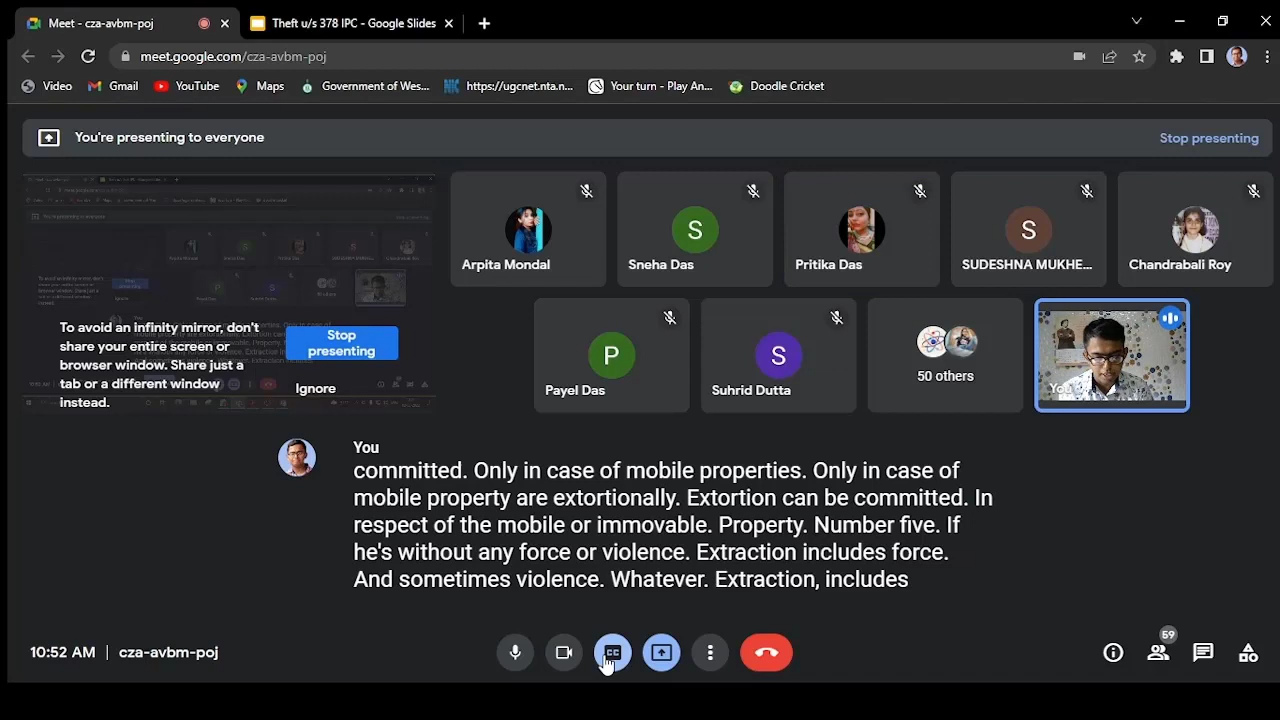 Meet - cza-avbm-poj
Theft u/s 378 IPC - Google Slides
meet.google.com/cza-avbm-poj
Video
Gmail
YouTube
Maps
Government of Wes...
https://ugcnet.nta.n...
Your turn - Play An...
Doodle Cricket
You're presenting to everyone
Stop presenting
To avoid an infinity mirror, don't
share your entire screen or
browser window. Share just a
tab or a different window
instead.
Stop
presenting
Ignore
Arpita Mondal
S
Sneha Das
Pritika Das
S
SUDESHNA MUKHE...
Chandrabali Roy
P
Payel Das
S
Suhrid Dutta
50 others
You
You
committed. Only in case of mobile properties. Only in case of
mobile property are extortionally. Extortion can be committed. In
respect of the mobile or immovable. Property. Number five. If
he's without any force or violence. Extraction includes force.
And sometimes violence. Whatever. Extraction, includes
10:52 AM | cza-avbm-poj
CC
59